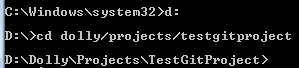 C:\Windows\system32>d:
D:\>cd dolly/projects/testgitproject
D:\Dolly\Projects\TestGitProject>